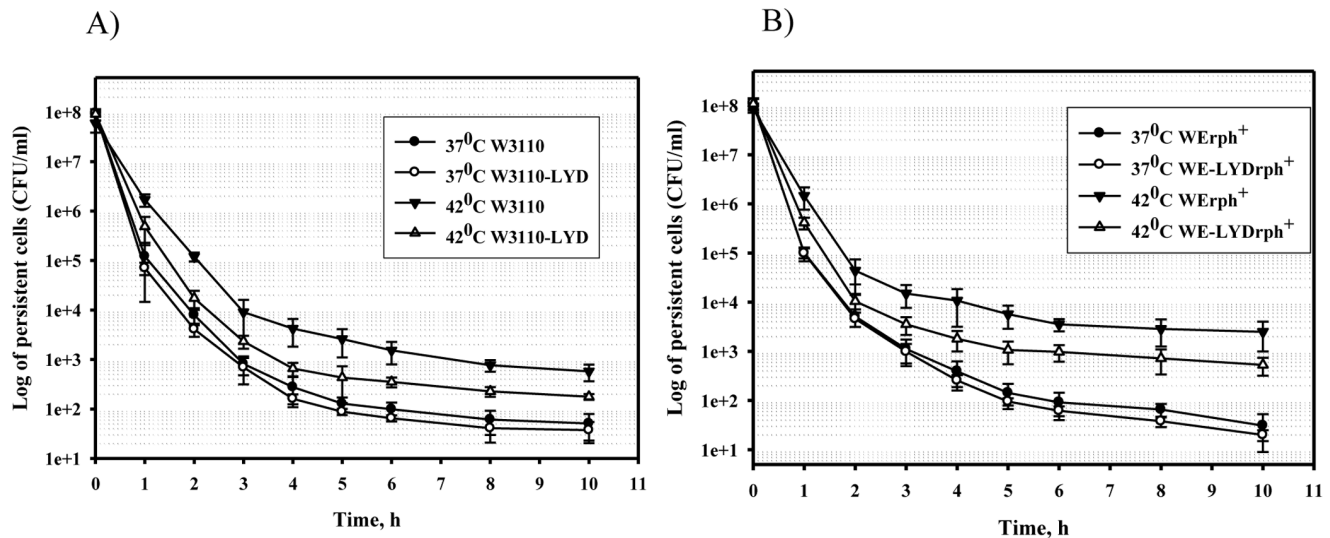 A)
Log of persistent cells (CFU/ml)
1e+8
1e+7
1e+6
1e+5
1e+4
1e+3
1e+2
1e+1
37⁰C W3110
37⁰C W3110-LYD
42⁰C W3110
42⁰C W3110-LYD
0 1 2 3 4 5 6 7 8 9 10 11
Time, h
B)
Log of persistent cells (CFU/ml)
1e+8
1e+7
1e+6
1e+5
1e+4
1e+3
1e+2
1e+1
37⁰C WErph⁺
37⁰C WE-LYDrph⁺
42⁰C WErph⁺
42⁰C WE-LYDrph⁺
0 1 2 3 4 5 6 7 8 9 10 11
Time, h